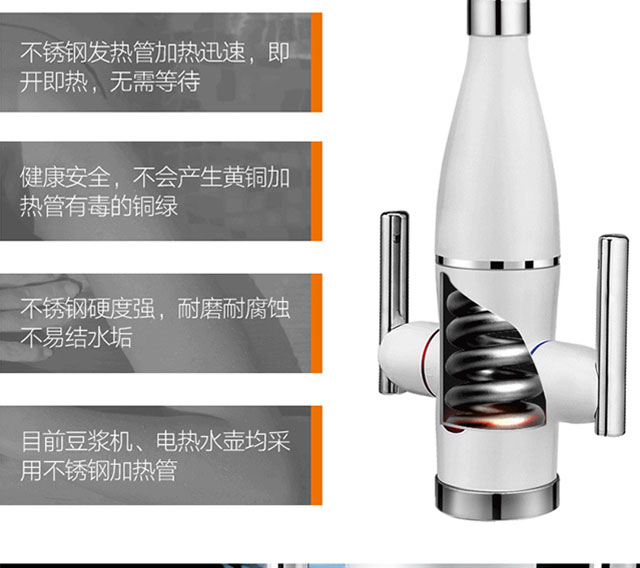 不锈钢发热管加热迅速，即
开即热，无需等待
健康安全，不会产生黄铜加
热管有毒的铜绿
不锈钢硬度强，耐磨耐腐蚀
不易结水垢
目前豆浆机、电热水壶均采
用不锈钢加热管